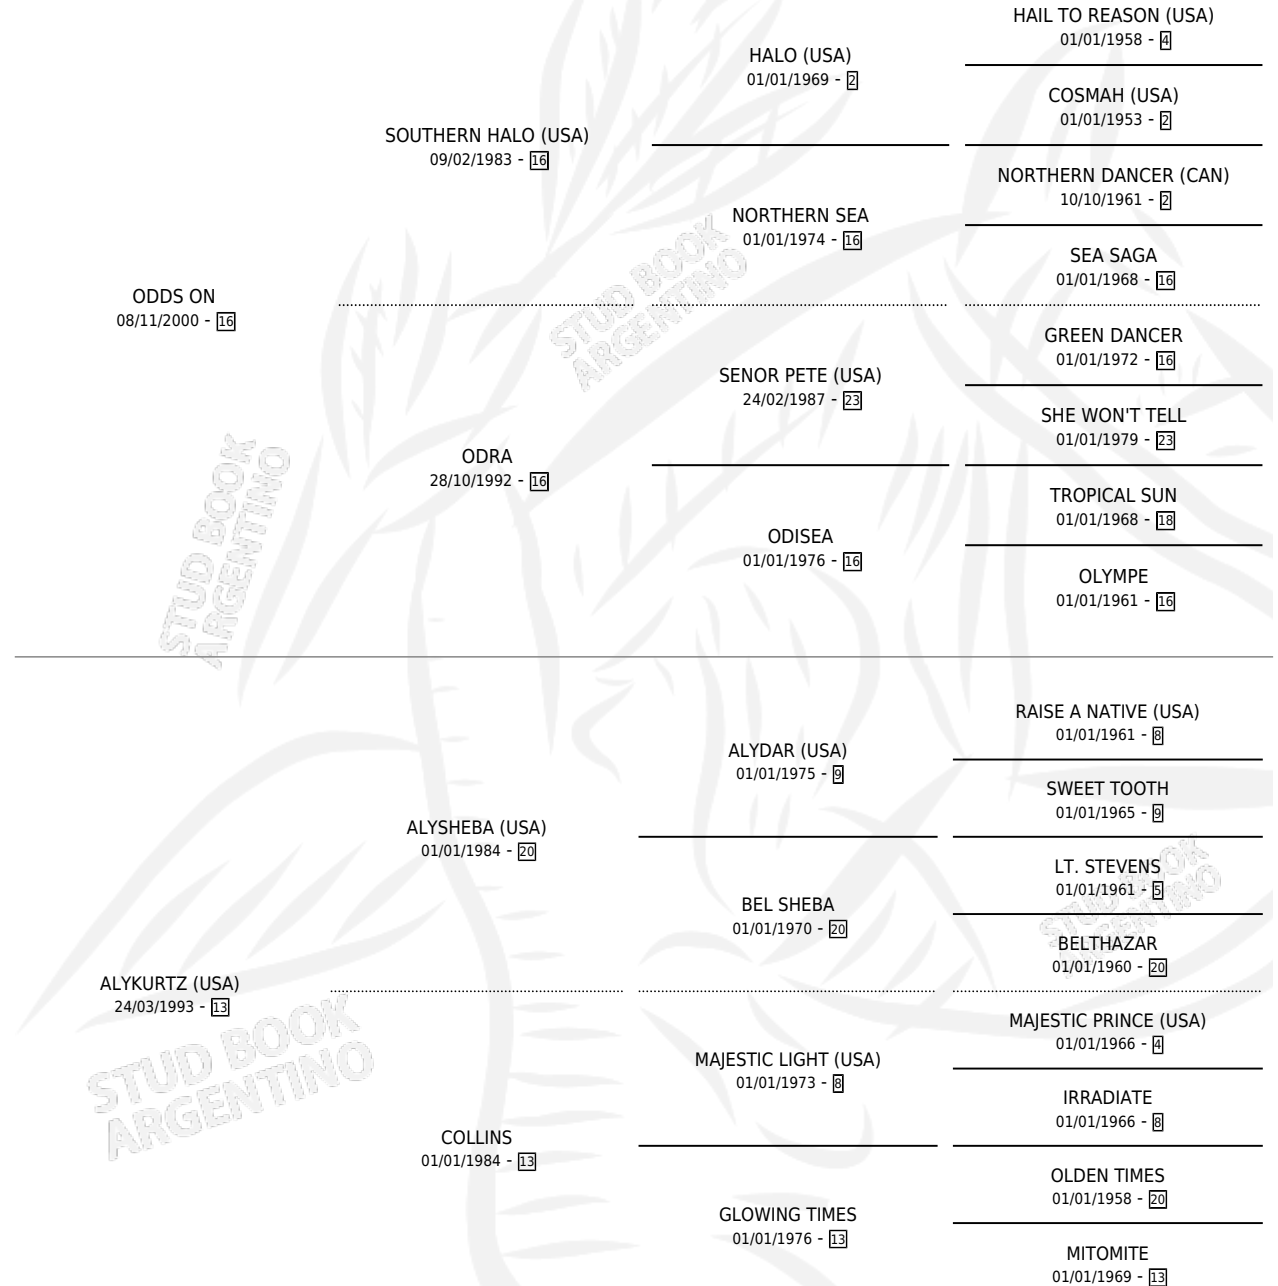 HAIL TO REASON (USA)
01/01/1958 - 4
HALO (USA)
01/01/1969 - 2
COSMAH (USA)
01/01/1953 - 2
SOUTHERN HALO (USA)
09/02/1983 - 16
NORTHERN DANCER (CAN)
10/10/1961 - 2
NORTHERN SEA
01/01/1974 - 16
SEA SAGA
01/01/1968 - 16
ODDS ON
08/11/2000 - 16
STUD BOOK
ARGENTINO
GREEN DANCER
01/01/1972 - 16
SENOR PETE (USA)
24/02/1987 - 23
SHE WON'T TELL
01/01/1979 - 23
ODRA
28/10/1992 - 16
TROPICAL SUN
01/01/1968 - 18
ODISEA
01/01/1976 - 16
OLYMPE
01/01/1961 - 16
STUD BOOK
ARGENTINO
RAISE A NATIVE (USA)
01/01/1961 - 8
ALYDAR (USA)
01/01/1975 - 9
SWEET TOOTH
01/01/1965 - 9
ALYSHEBA (USA)
01/01/1984 - 20
LT. STEVENS
01/01/1961 - 5
BEL SHEBA
01/01/1970 - 20
STUD BOOK
ARGENTINO
BELTHAZAR
01/01/1960 - 20
ALYKURTZ (USA)
24/03/1993 - 13
MAJESTIC PRINCE (USA)
01/01/1966 - 4
MAJESTIC LIGHT (USA)
01/01/1973 - 8
STUD BOOK
ARGENTINO
IRRADIATE
01/01/1966 - 8
COLLINS
01/01/1984 - 13
OLDEN TIMES
01/01/1958 - 20
GLOWING TIMES
01/01/1976 - 13
MITOMITE
01/01/1969 - 13